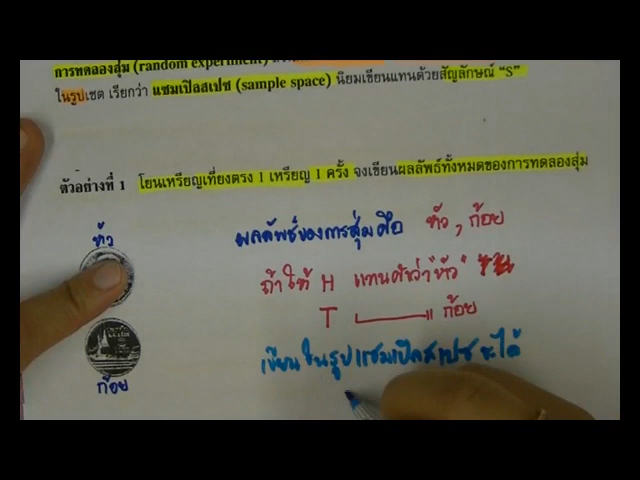 การทดลองสุ่ม (random experiment)
ในรูปเซต เรียกว่า แซมเปิลสเปซ (sample space) นิยมเขียนแทนด้วยสัญลักษณ์ “S”
ตัวอย่างที่ 1 โยนเหรียญเที่ยงตรง 1 เหรียญ 1 ครั้ง จงเขียนผลลัพธ์ทั้งหมดของการทดลองสุ่ม
หัว
ผลลัพธ์ของการสุ่มคือ หัว, ก้อย
ถ้าให้ H แทนคำว่า "หัว"
T ก้อย
เขียนในรูปแซมเปิลสเปซจะได้
ก้อย